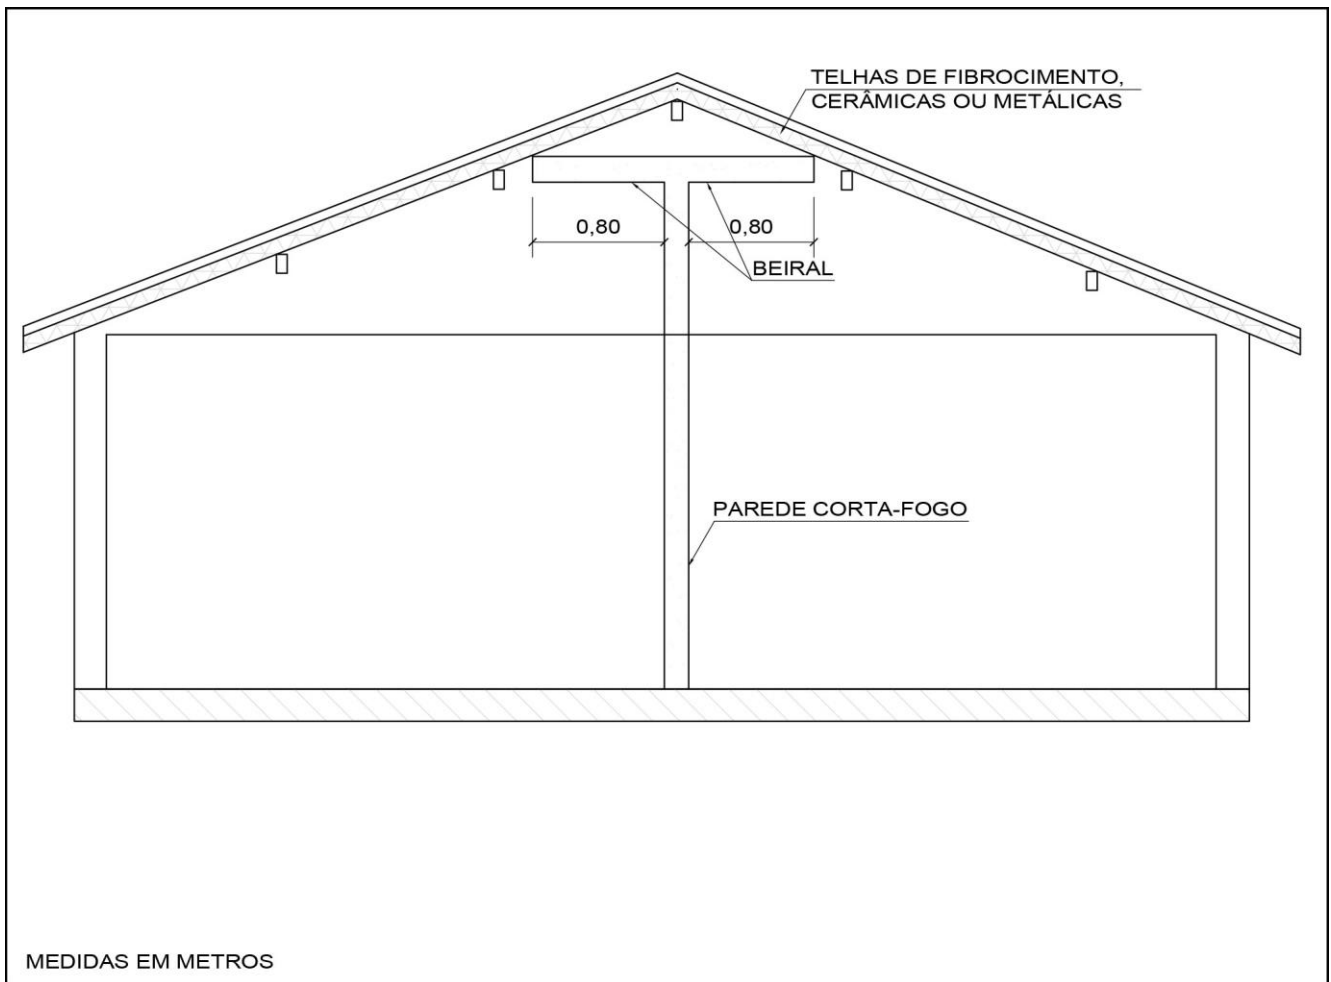 TELHAS DE FIBROCIMENTO,
CERÂMICAS OU METÁLICAS
0,80
0,80
BEIRAL
PAREDE CORTA-FOGO
MEDIDAS EM METROS